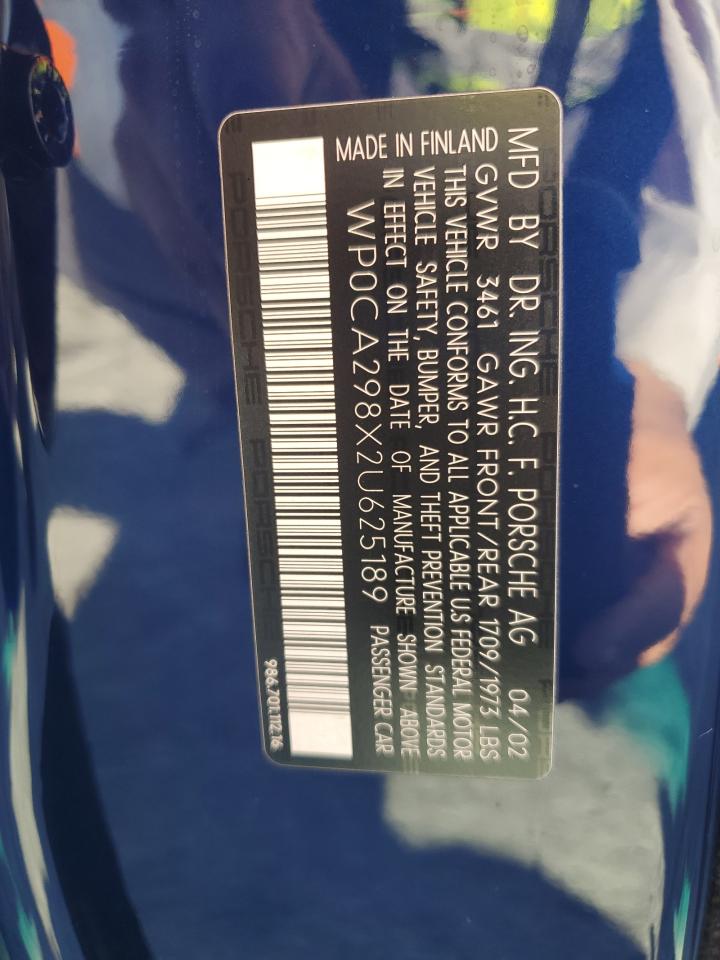 MFD BY DR. ING. H.C. F. PORSCHE AG 04/02
GVWR 3461 GAWR FRONT/REAR 1709/1973 LBS
THIS VEHICLE CONFORMS TO ALL APPLICABLE U.S FEDERAL MOTOR
VEHICLE SAFETY, BUMPER, AND THEFT PREVENTION STANDARDS
IN EFFECT ON THE DATE OF MANUFACTURE SHOWN ABOVE
MADE IN FINLAND
WP0CA298X2U625189 PASSENGER CAR
986.701.112.16
PORSCHE PORSCHE